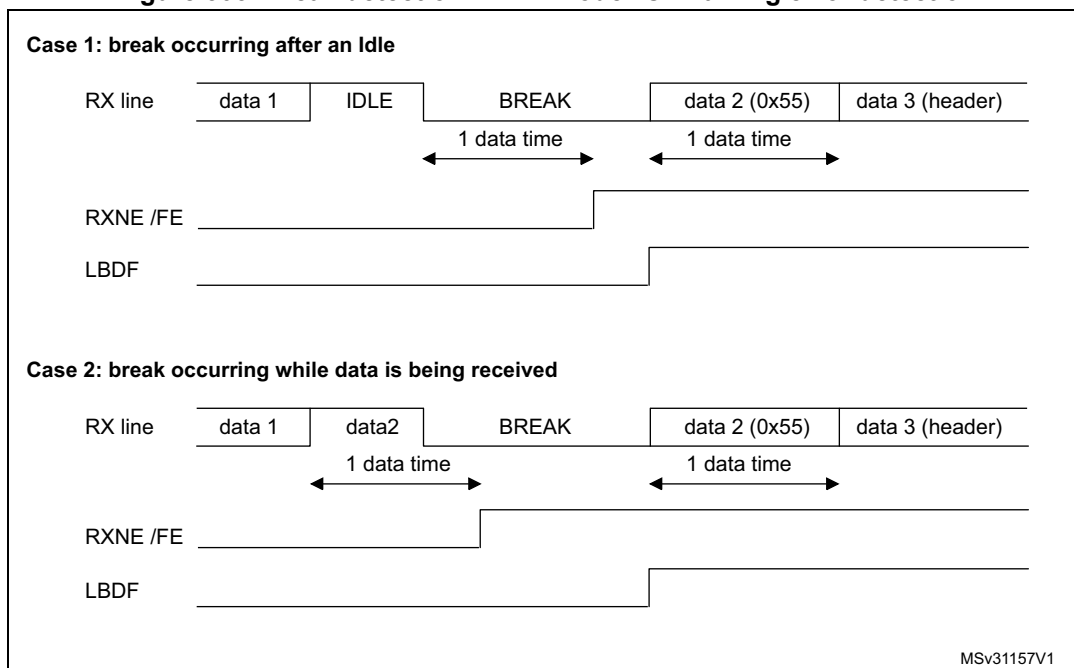 Case 1: break occurring after an Idle
RX line data 1 IDLE BREAK data 2 (0x55) data 3 (header)
1 data time 1 data time
RXNE /FE
LBDF
Case 2: break occurring while data is being received
RX line data 1 data2 BREAK data 2 (0x55) data 3 (header)
1 data time 1 data time
RXNE /FE
LBDF
MSv31157V1